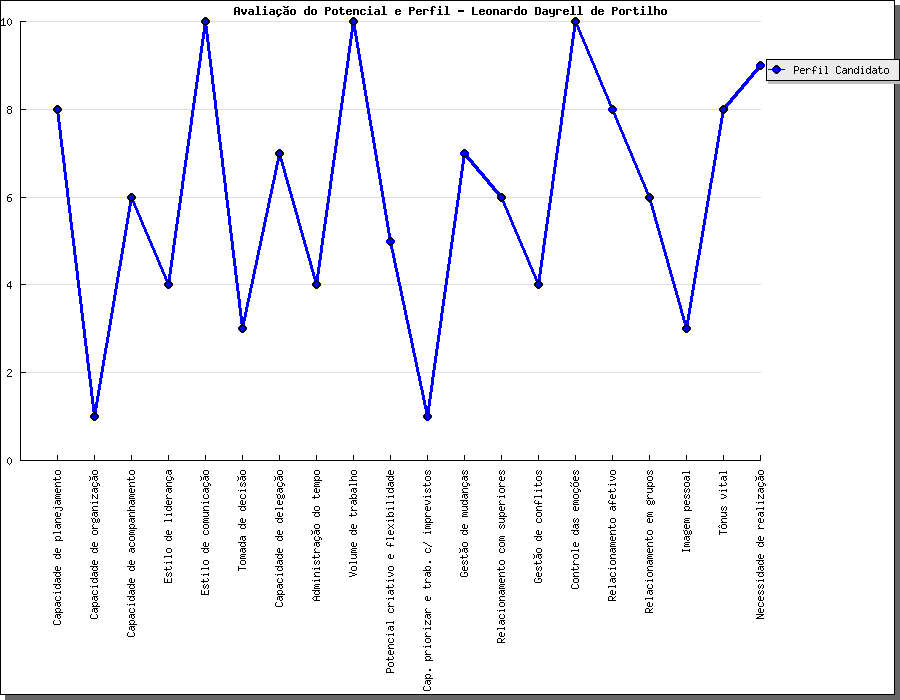 Avaliação do Potencial e Perfil - Leonardo Dayrell de Portilho
10
8
6
4
2
0
Perfil Candidato
Capacidade de planejamento
Capacidade de organização
Capacidade de acompanhamento
Estilo de liderança
Estilo de comunicação
Tomada de decisão
Capacidade de delegação
Administração do tempo
Volume de trabalho
Potencial criativo e flexibilidade
Cap. priorizar e trab. c/ imprevistos
Gestão de mudanças
Relacionamento com superiores
Gestão de conflitos
Controle das emoções
Relacionamento afetivo
Relacionamento em grupos
Imagem pessoal
Tônus vital
Necessidade de realização